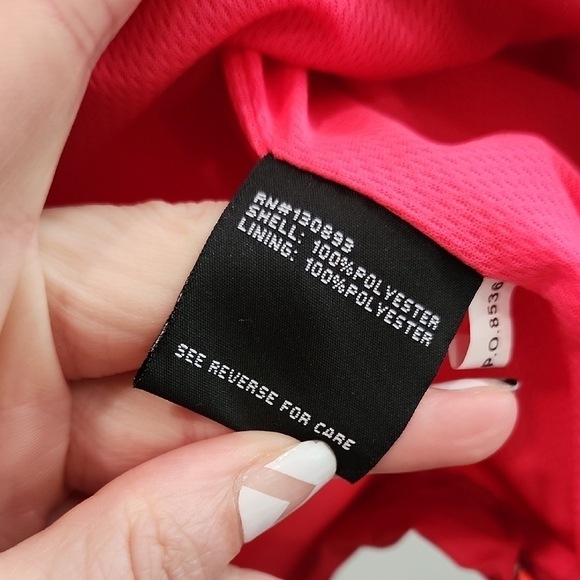 RN#130893
SHELL: 100%POLYESTER
LINING: 100%POLYESTER
SEE REVERSE FOR CARE
P.O.8536